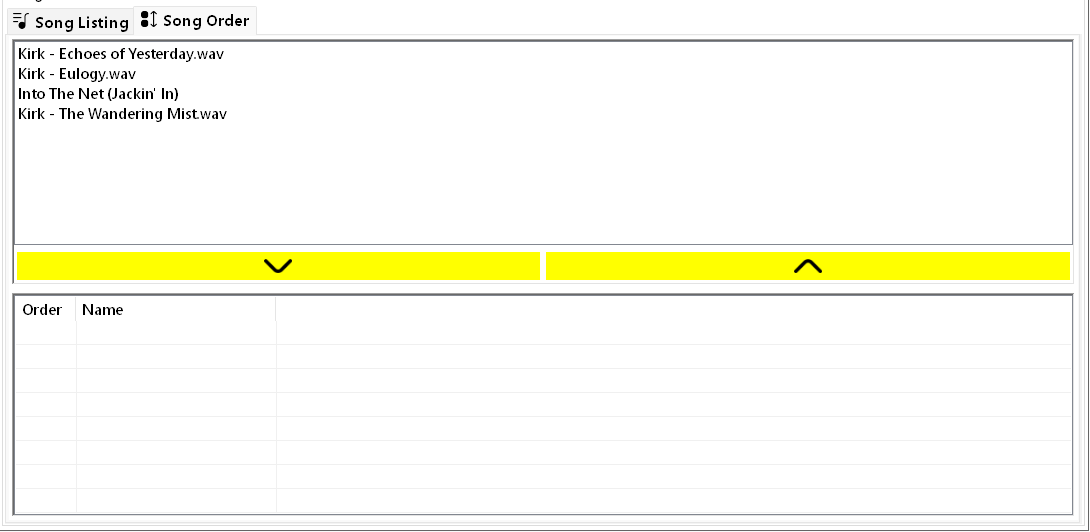 Song Listing Song Order
Kirk - Echoes of Yesterday.wav
Kirk - Eulogy.wav
Into The Net (Jackin' In)
Kirk - The Wandering Mist.wav
Order Name